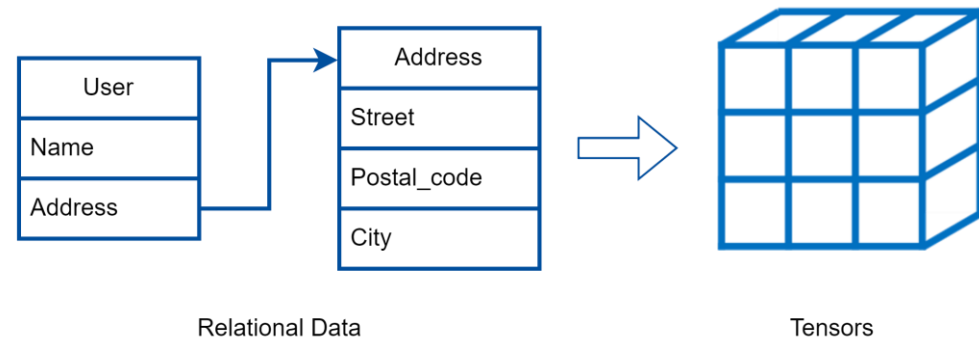 User
Name
Address
Address
Street
Postal_code
City
Relational Data
Tensors